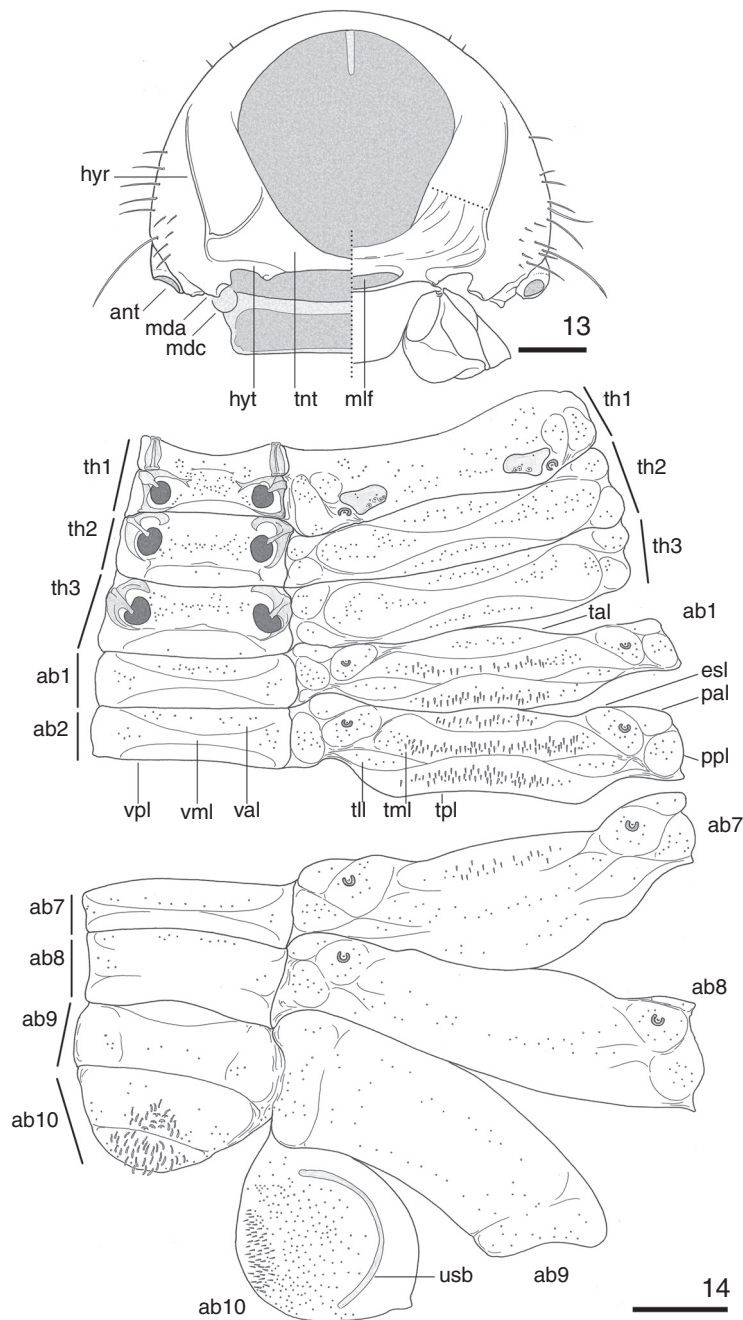 hyr
ant
mda
mdc
hyt tnt mlf
13
th1 th1
th2 th2
th3 th3
tal ab1
ab1 esl
ab2 pal
ppl
vpl vml val tll tml tpl
ab7 ab7
ab8 ab8
ab9
ab10
usb ab9
ab10
14